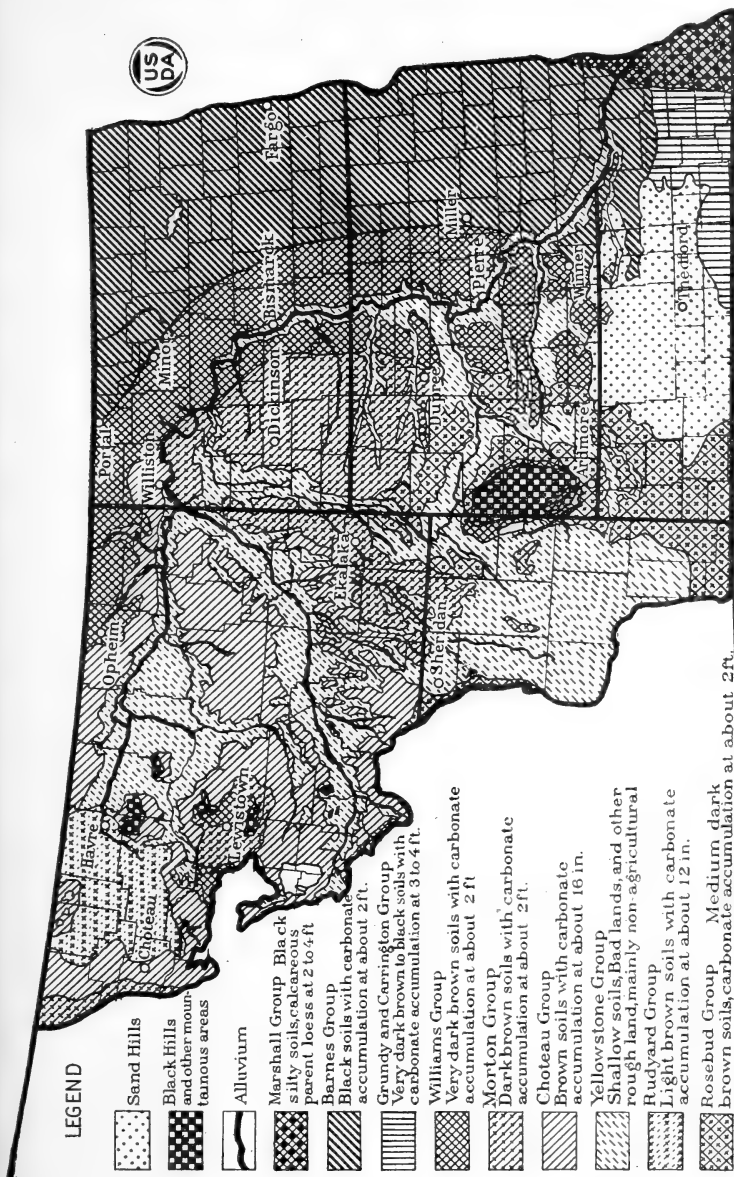 US
DA
Havre
Choteau
Opheim
Lewistown
Portal
Williston
Minot
Fargo
Bismarck
Dickinson
Ekalaka
Sheridan
Dupree
Pierre
Miller
Winner
Ardmore
Thedford
LEGEND
Sand Hills
Black Hills
and other moun-
tainous areas
Alluvium
Marshall Group Black
silty soils, calcareous
parent loess at 2 to 4 ft
Barnes Group
Black soils with carbonate
accumulation at about 2ft.
Grundy and Carrington Group
Very dark brown to black soils with
carbonate accumulation at 3 to 4 ft.
Williams Group
Very dark brown soils with carbonate
accumulation at about 2 ft
Morton Group
Dark brown soils with carbonate
accumulation at about 2ft.
Choteau Group
Brown soils with carbonate
accumulation at about 16 in.
Yellowstone Group
Shallow soils, Bad lands, and other
rough land, mainly non-agricultural
Rudyard Group
Light brown soils with carbonate
accumulation at about 12 in.
Rosebud Group Medium dark
brown soils, carbonate accumulation at about 2ft.